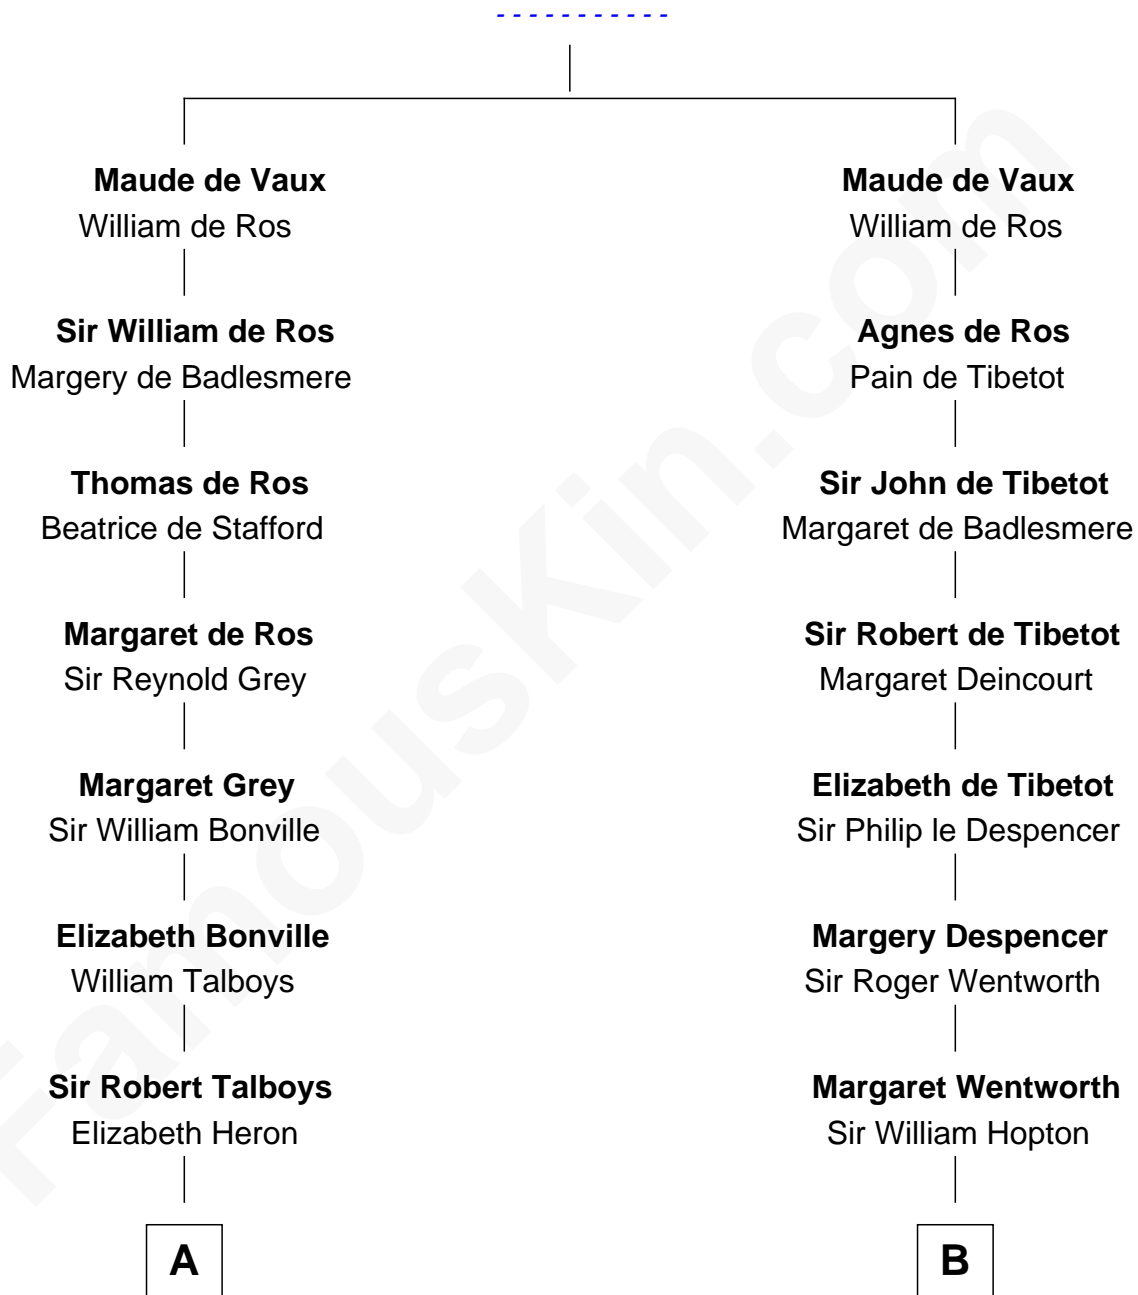 - - - - - - - - - - -
Maude de Vaux
William de Ros
Sir William de Ros
Margery de Badlesmere
Thomas de Ros
Beatrice de Stafford
Margaret de Ros
Sir Reynold Grey
Margaret Grey
Sir William Bonville
Elizabeth Bonville
William Talboys
Sir Robert Talboys
Elizabeth Heron
A
Maude de Vaux
William de Ros
Agnes de Ros
Pain de Tibetot
Sir John de Tibetot
Margaret de Badlesmere
Sir Robert de Tibetot
Margaret Deincourt
Elizabeth de Tibetot
Sir Philip le Despencer
Margery Despencer
Sir Roger Wentworth
Margaret Wentworth
Sir William Hopton
B
FamousKin.com